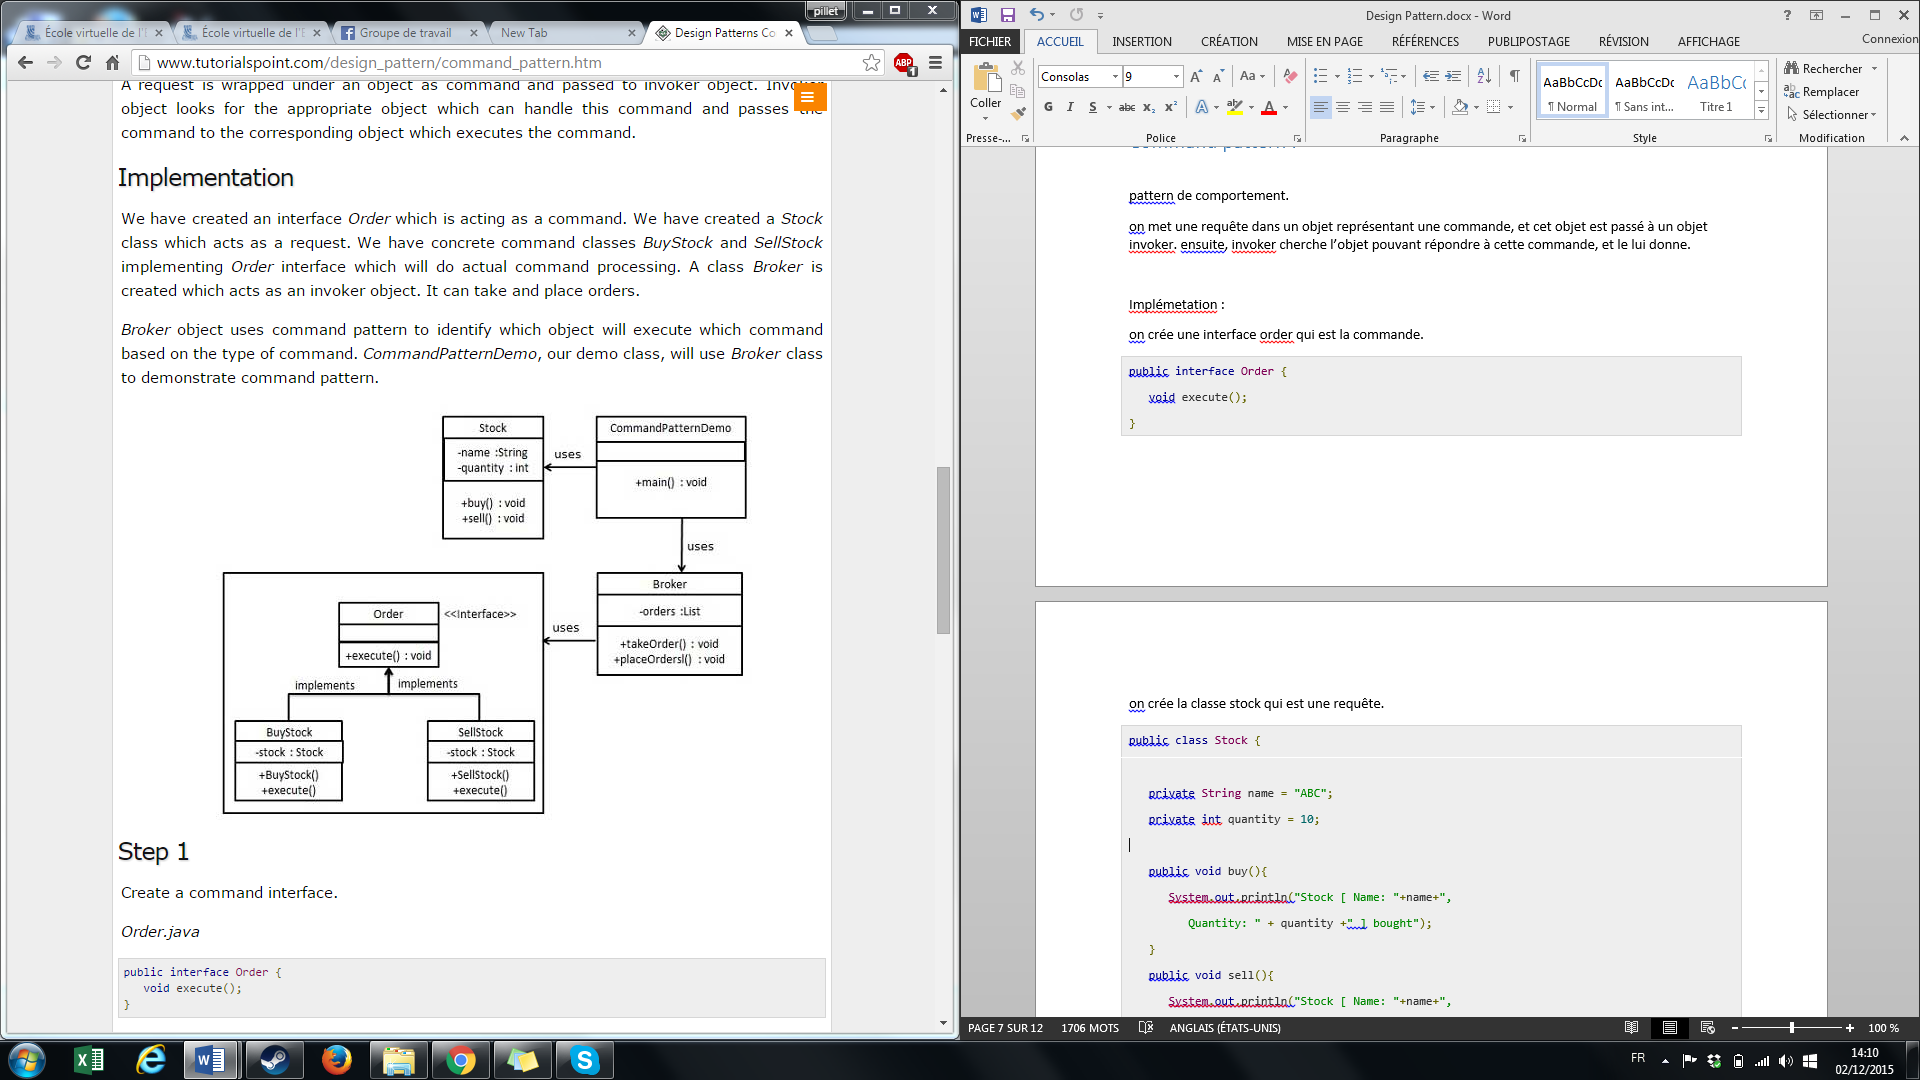 pillet
École virtuelle de l'E
École virtuelle de l'E
Groupe de travail
New Tab
Design Patterns Co
www.tutorialspoint.com/design_pattern/command_pattern.htm
ABP
1
A request is wrapped under an object as command and passed to invoker object. Invoker
object looks for the appropriate object which can handle this command and passes the
command to the corresponding object which executes the command.
Implementation
We have created an interface Order which is acting as a command. We have created a Stock
class which acts as a request. We have concrete command classes BuyStock and SellStock
implementing Order interface which will do actual command processing. A class Broker is
created which acts as an invoker object. It can take and place orders.
Broker object uses command pattern to identify which object will execute which command
based on the type of command. CommandPatternDemo, our demo class, will use Broker class
to demonstrate command pattern.
Stock
-name :String
-quantity : int
+buy() : void
+sell() : void
uses
CommandPatternDemo
+main() : void
uses
Broker
-orders :List
+takeOrder() : void
+placeOrdersl() : void
uses
Order
<<Interface>>
+execute() : void
implements
implements
BuyStock
-stock : Stock
+BuyStock()
+execute()
SellStock
-stock : Stock
+SellStock()
+execute()
Step 1
Create a command interface.
Order.java
public interface Order {
void execute();
}
Design Pattern.docx - Word
FICHIER
ACCUEIL
INSERTION
CRÉATION
MISE EN PAGE
RÉFÉRENCES
PUBLIPOSTAGE
RÉVISION
AFFICHAGE
Connexion
Coller
Consolas
9
Presse-...
Police
Paragraphe
AaBbCcDc
¶ Normal
AaBbCcDc
¶ Sans int...
AaBbCc
Titre 1
Style
Rechercher
Remplacer
Sélectionner
Modification
Command pattern :
pattern de comportement.
on met une requête dans un objet représentant une commande, et cet objet est passé à un objet
invoker. ensuite, invoker cherche l'objet pouvant répondre à cette commande, et le lui donne.
Implémetation :
on crée une interface order qui est la commande.
public interface Order {
void execute();
}
on crée la classe stock qui est une requête.
public class Stock {
private String name = "ABC";
private int quantity = 10;
public void buy(){
System.out.println("Stock [ Name: "+name+",
Quantity: " + quantity +" ] bought");
}
public void sell(){
System.out.println("Stock [ Name: "+name+",
PAGE 7 SUR 12
1706 MOTS
ANGLAIS (ÉTATS-UNIS)
100 %
FR
14:10
02/12/2015